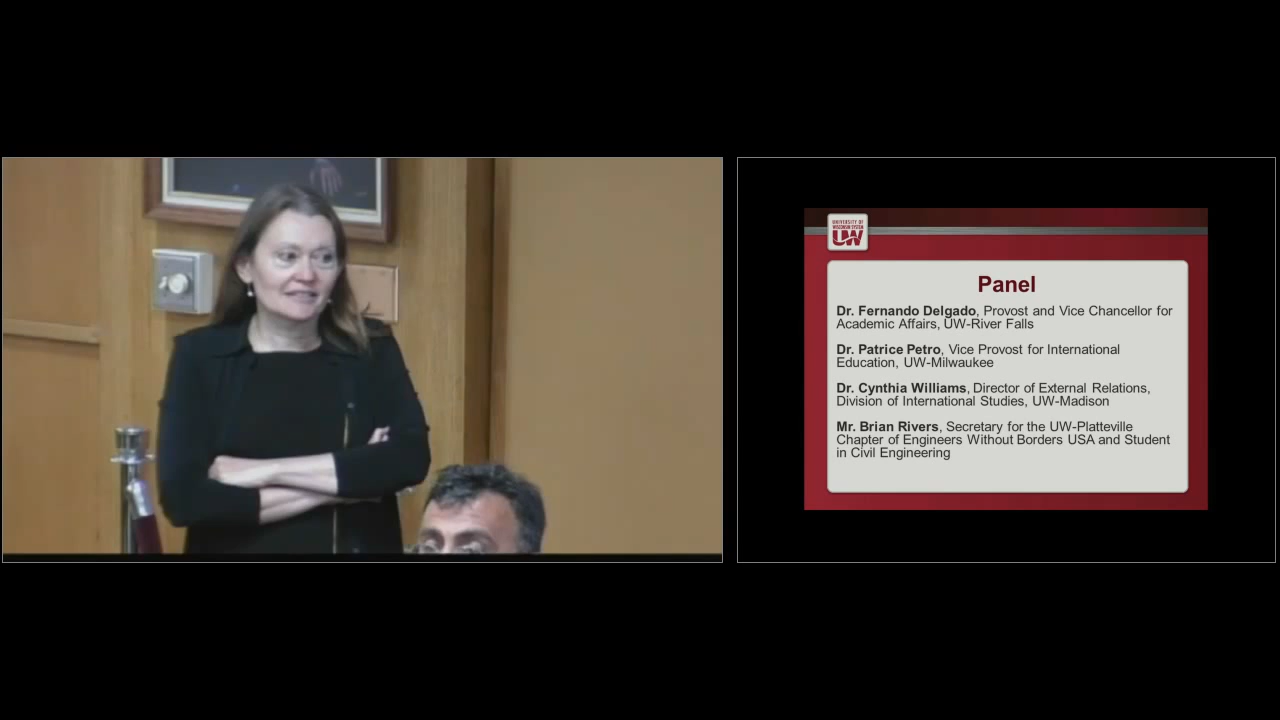 UNIVERSITY OF
WISCONSIN SYSTEM
UW
Panel
Dr. Fernando Delgado, Provost and Vice Chancellor for
Academic Affairs, UW-River Falls
Dr. Patrice Petro, Vice Provost for International
Education, UW-Milwaukee
Dr. Cynthia Williams, Director of External Relations,
Division of International Studies, UW-Madison
Mr. Brian Rivers, Secretary for the UW-Platteville
Chapter of Engineers Without Borders USA and Student
in Civil Engineering